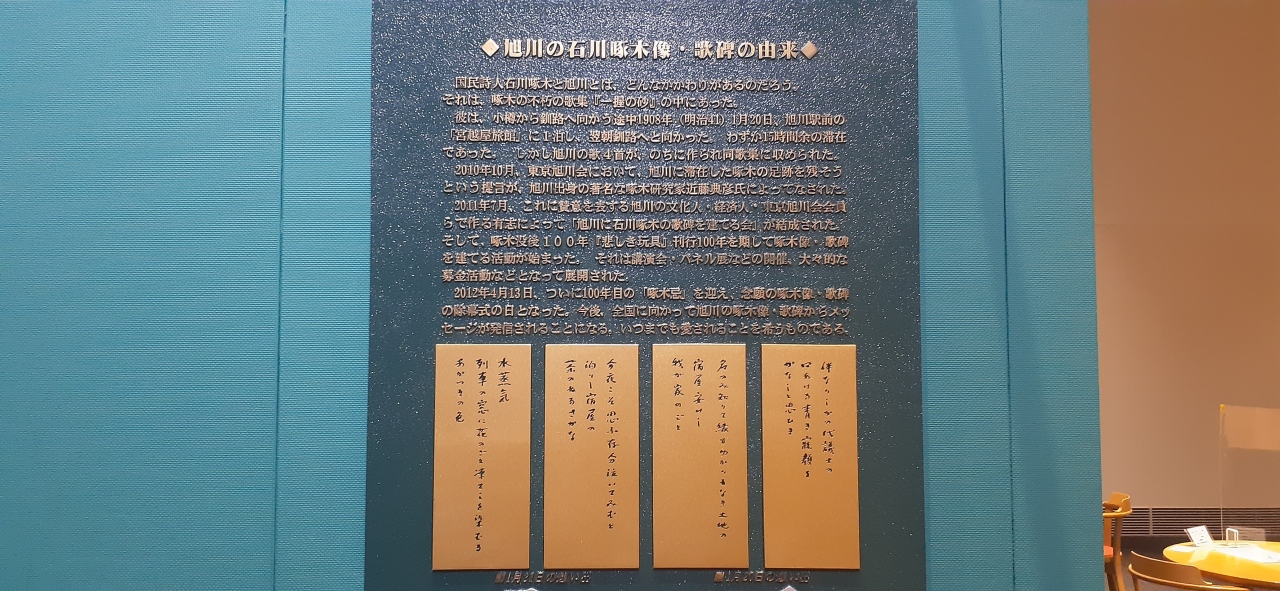 ◆旭川の石川啄木像・歌碑の由来◆
国民詩人石川啄木と旭川とは、どんなかかわりがあるのだろう。
それは、啄木の不朽の歌集『一握の砂』の中にあった。
彼は、小樽から釧路へ向かう途中1908年（明治41）1月20日、旭川駅前の
「宮越屋旅館」に1泊し、翌朝釧路へと向かった。 わずか15時間余の滞在
であった。 しかし旭川の歌4首が、のちに作られ同歌集に収められた。
2010年10月、東京旭川会において、旭川に滞在した啄木の足跡を残そう
という提言が、旭川出身の著名な啄木研究家近藤典彦氏によってなされた。
2011年7月、これに賛意を表する旭川の文化人・経済人・東京旭川会会員
らで作る有志によって「旭川に石川啄木の歌碑を建てる会」が結成された。
そして、啄木没後１００年『悲しき玩具』刊行100年を期して啄木像・歌碑
を建てる活動が始まった。 それは講演会・パネル展などの開催、大々的な
募金活動などとなって展開された。
2012年4月13日、ついに100年目の「啄木忌」を迎え、念願の啄木像・歌碑
の除幕式の日となった。今後、全国に向かって旭川の啄木像・歌碑からメッ
セージが発信されることになる。いつまでも愛されることを希うものである。
伴なりしかの代議士の
口あける青き寐顔を
かなしと思ひき
名のみ知りて縁もゆかりもなき土地の
宿屋安けし
我が家のごと
今夜こそ思ふ存分泣いてみむと
泊りし宿屋の
茶のぬるさかな
水蒸気
列車の窓に花のごと凍てしを染むる
あかつきの色